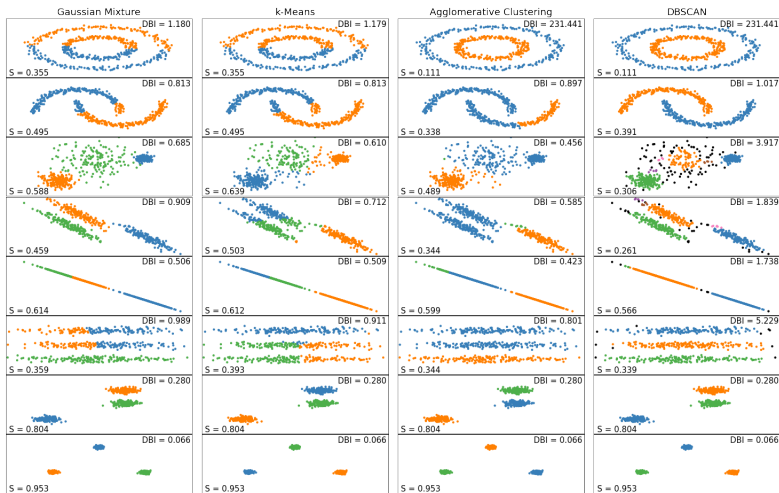 Gaussian Mixture k-Means Agglomerative Clustering DBSCAN
DBI = 1.180 DBI = 1.179 DBI = 231.441 DBI = 231.441
S = 0.355 S = 0.355 S = 0.111 S = 0.111
DBI = 0.813 DBI = 0.813 DBI = 0.897 DBI = 1.017
S = 0.495 S = 0.495 S = 0.338 S = 0.391
DBI = 0.685 DBI = 0.610 DBI = 0.456 DBI = 3.917
S = 0.588 S = 0.639 S = 0.489 S = 0.306
DBI = 0.909 DBI = 0.712 DBI = 0.585 DBI = 1.839
S = 0.459 S = 0.503 S = 0.344 S = 0.261
DBI = 0.506 DBI = 0.509 DBI = 0.423 DBI = 1.738
S = 0.614 S = 0.612 S = 0.599 S = 0.566
DBI = 0.989 DBI = 0.911 DBI = 0.801 DBI = 5.229
S = 0.359 S = 0.393 S = 0.344 S = 0.339
DBI = 0.280 DBI = 0.280 DBI = 0.280 DBI = 0.280
S = 0.804 S = 0.804 S = 0.804 S = 0.804
DBI = 0.066 DBI = 0.066 DBI = 0.066 DBI = 0.066
S = 0.953 S = 0.953 S = 0.953 S = 0.953